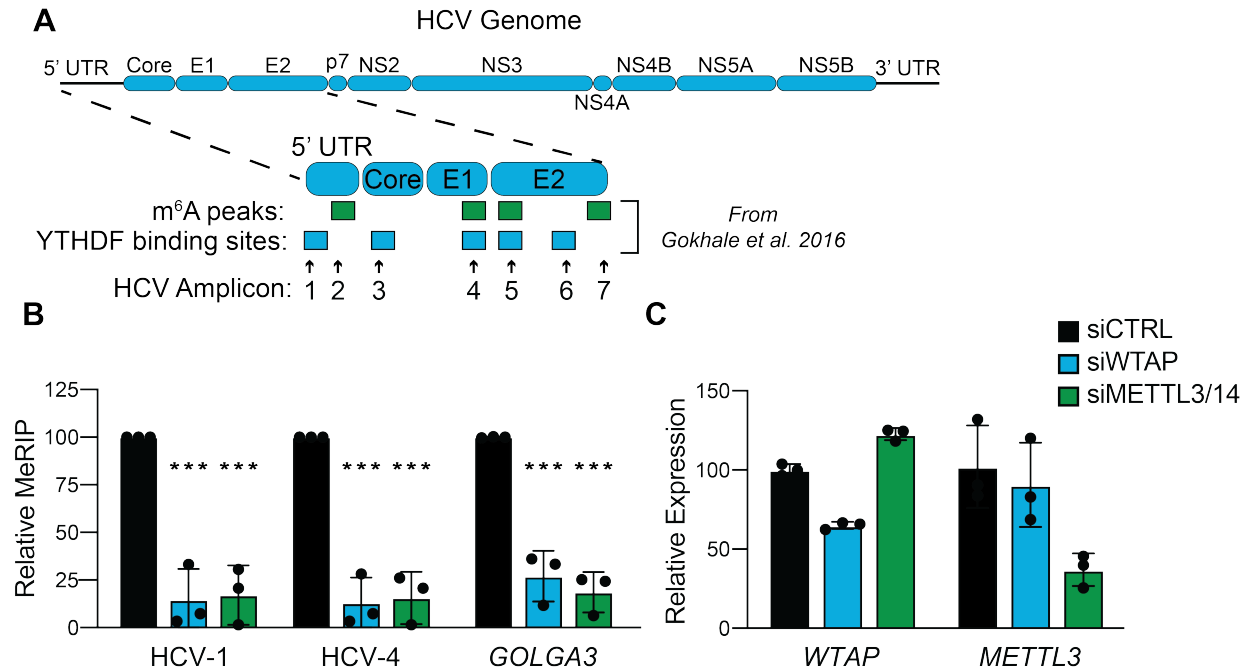 A
HCV Genome
5' UTR Core E1 E2 p7 NS2 NS3 NS4B NS5A NS5B 3' UTR
NS4A
5' UTR
Core E1 E2
m⁶A peaks:
YTHDF binding sites:
From
Gokhale et al. 2016
HCV Amplicon: 1 2 3 4 5 6 7
B
Relative MeRIP
125
100
75
50
25
0
*** ***
*** ***
*** ***
HCV-1 HCV-4 GOLGA3
C
siCTRL
siWTAP
siMETTL3/14
Relative Expression
150
100
50
0
WTAP METTL3